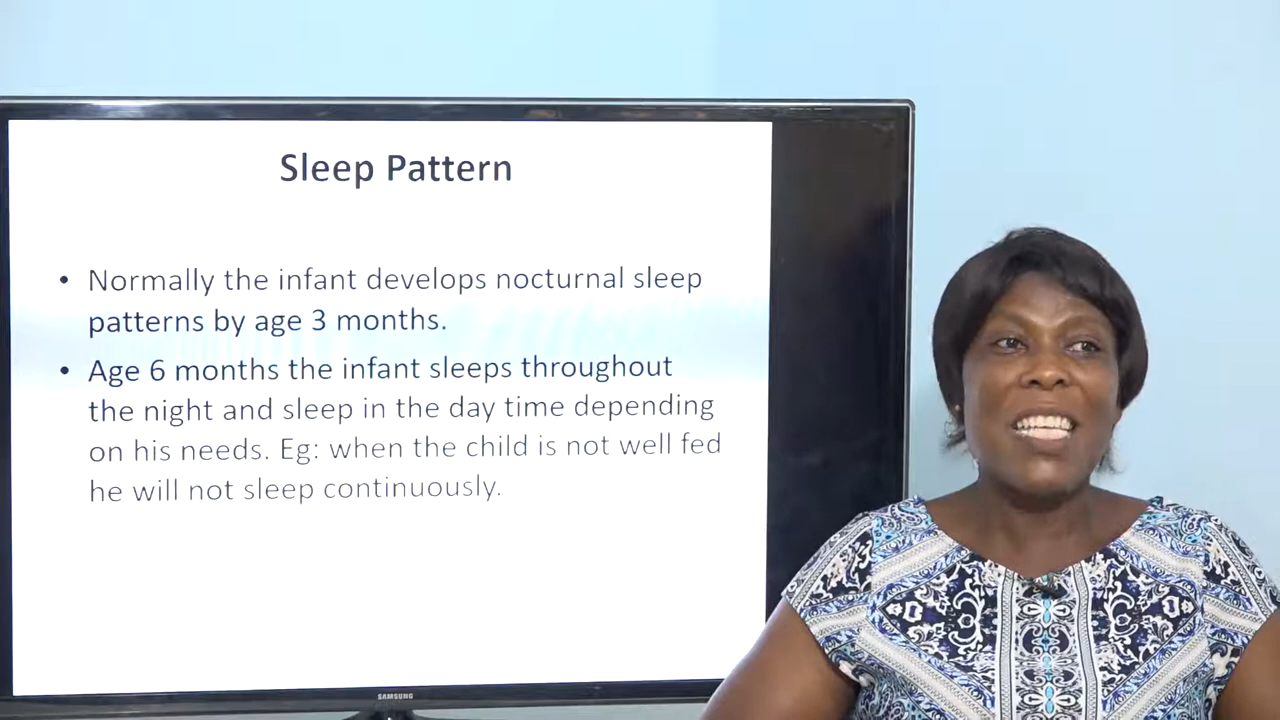 Sleep Pattern
• Normally the infant develops nocturnal sleep
patterns by age 3 months.
• Age 6 months the infant sleeps throughout
the night and sleep in the day time depending
on his needs. Eg: when the child is not well fed
he will not sleep continuously.
SAMSUNG